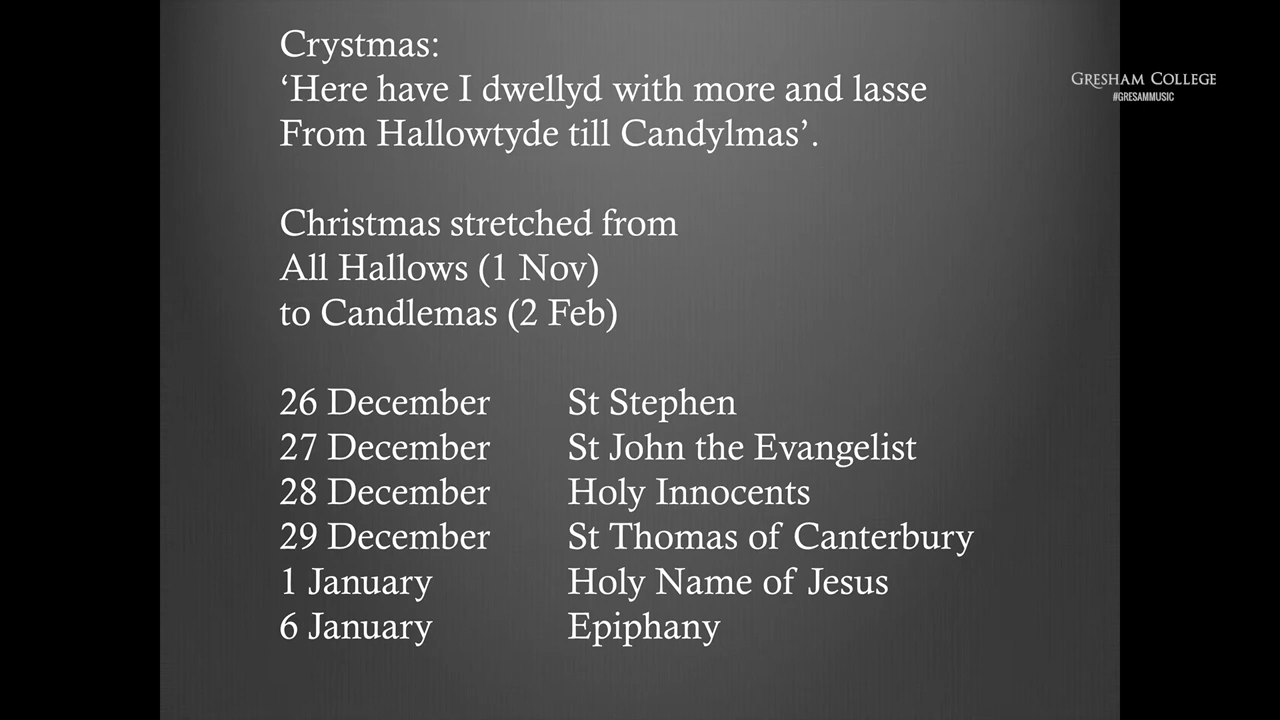 Crystmas:
‘Here have I dwellyd with more and lasse
From Hallowtyde till Candylmas’.
Christmas stretched from
All Hallows (1 Nov)
to Candlemas (2 Feb)
26 December St Stephen
27 December St John the Evangelist
28 December Holy Innocents
29 December St Thomas of Canterbury
1 January Holy Name of Jesus
6 January Epiphany
GRESHAM COLLEGE
#GRESAMMUSIC